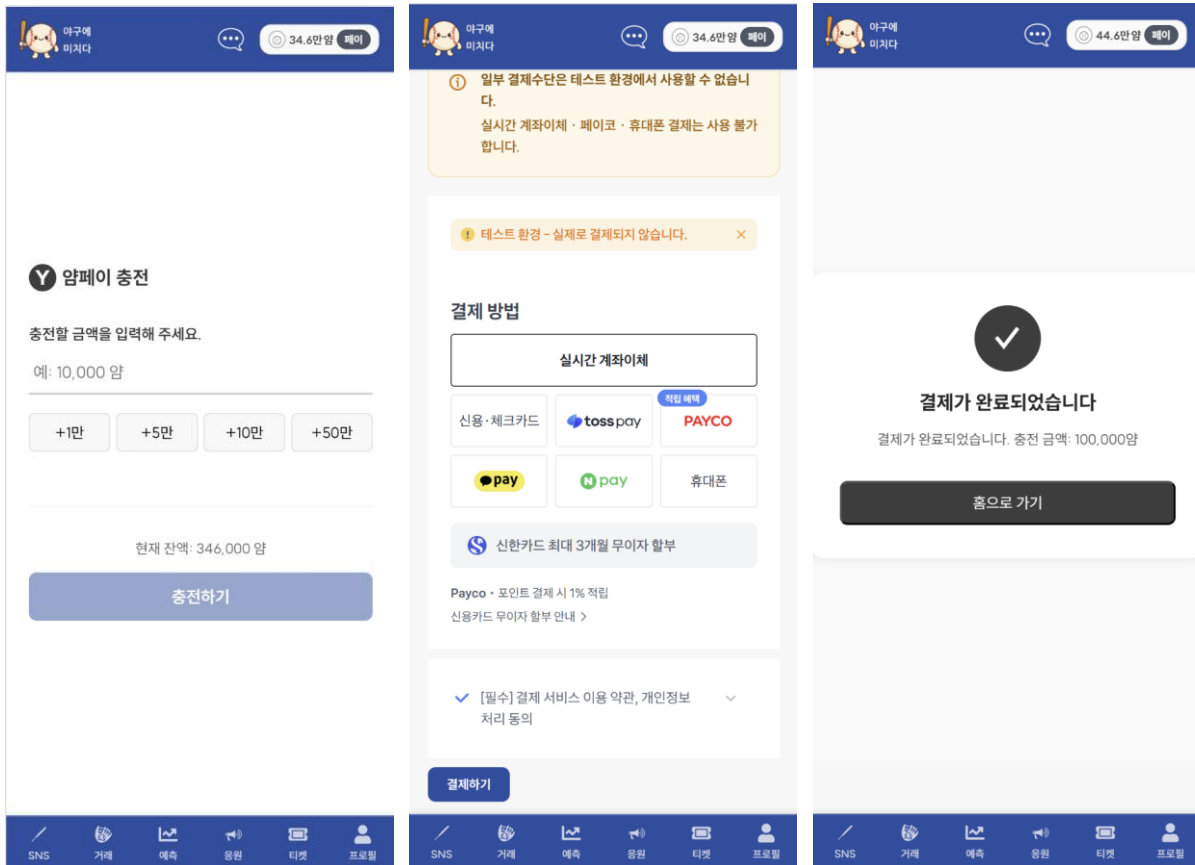 야구에
미치다
34.6만얌 페이
얌페이 충전
충전할 금액을 입력해 주세요.
예: 10,000 얌
+1만 +5만 +10만 +50만
현재 잔액: 346,000 얌
충전하기
SNS 거래 예측 응원 티켓 프로필
야구에
미치다
34.6만얌 페이
일부 결제수단은 테스트 환경에서 사용할 수 없습니
다.
실시간 계좌이체 · 페이코 · 휴대폰 결제는 사용 불가
합니다.
테스트 환경 - 실제로 결제되지 않습니다.
결제 방법
실시간 계좌이체
적립 혜택
신용·체크카드 toss pay PAYCO
pay N pay 휴대폰
신한카드 최대 3개월 무이자 할부
Payco · 포인트 결제 시 1% 적립
신용카드 무이자 할부 안내 >
[필수] 결제 서비스 이용 약관, 개인정보
처리 동의
결제하기
SNS 거래 예측 응원 티켓 프로필
야구에
미치다
44.6만얌 페이
결제가 완료되었습니다
결제가 완료되었습니다. 충전 금액: 100,000얌
홈으로 가기
SNS 거래 예측 응원 티켓 프로필